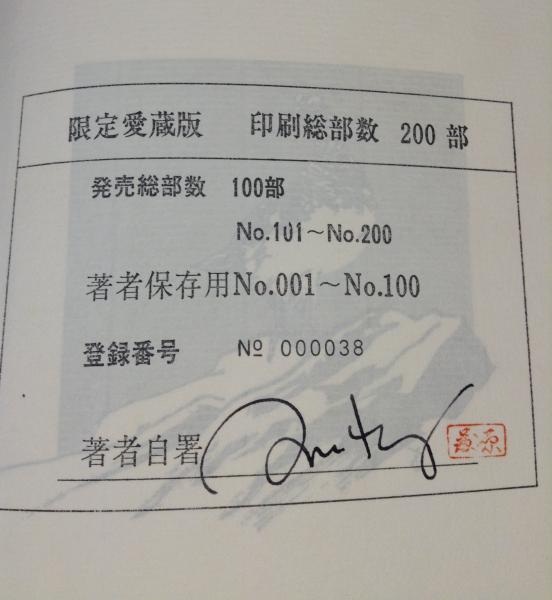 限定愛蔵版 印刷総部数 200 部
発売総部数 100部
No.101～No.200
著者保存用No.001～No.100
登録番号 № 000038
著者自署